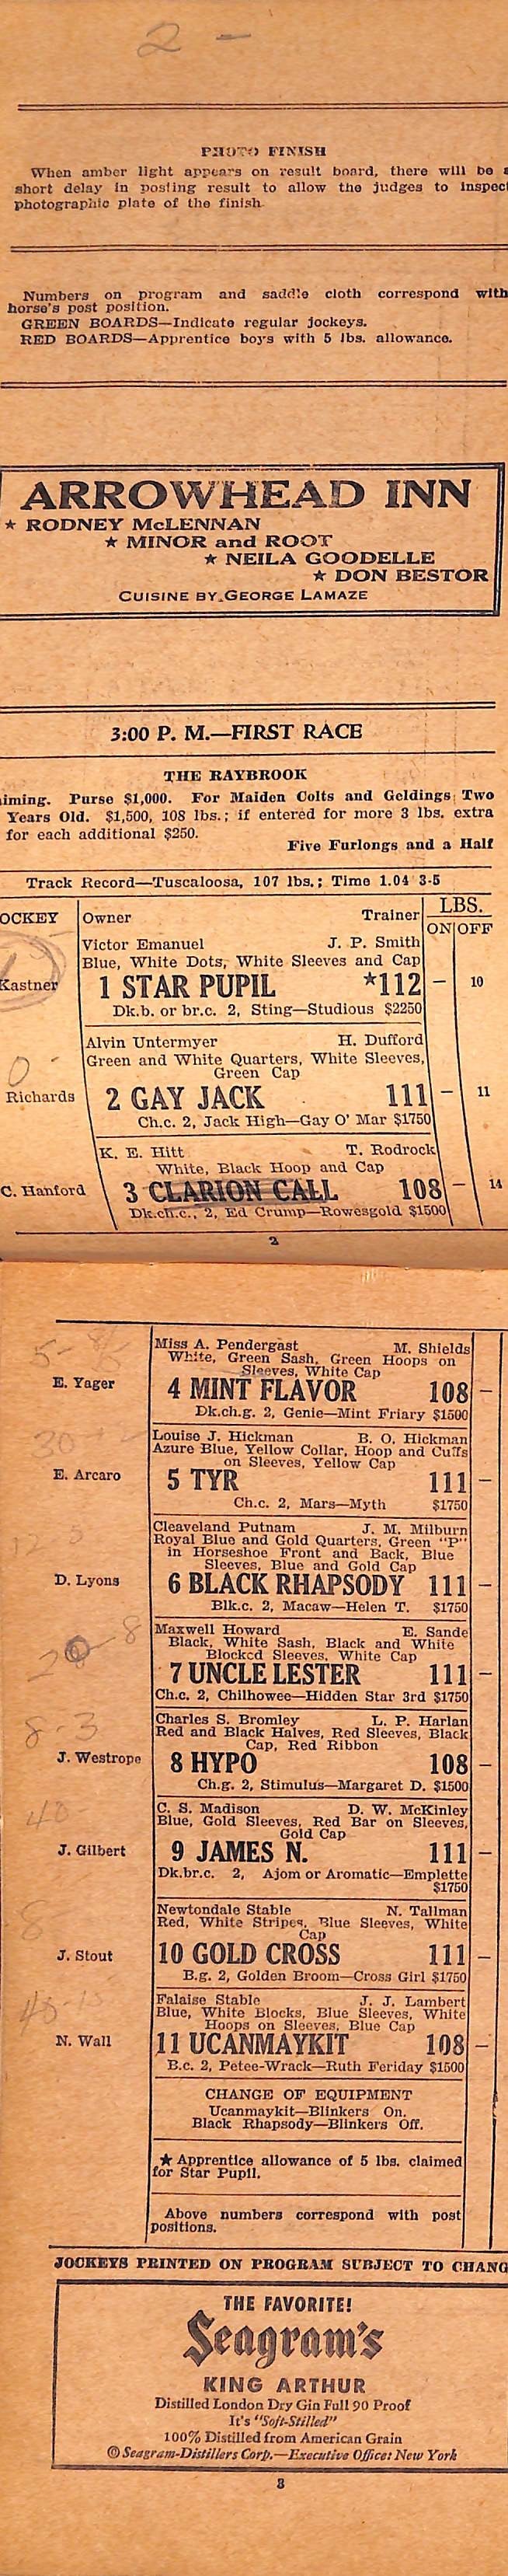 2 -
PHOTO FINISH
When amber light appears on result board, there will be a
short delay in posting result to allow the judges to inspect
photographic plate of the finish.
Numbers on program and saddle cloth correspond with
horse's post position.
GREEN BOARDS—Indicate regular jockeys.
RED BOARDS—Apprentice boys with 5 lbs. allowance.
ARROWHEAD INN
★ RODNEY McLENNAN
★ MINOR and ROOT
★ NEILA GOODELLE
★ DON BESTOR
CUISINE BY GEORGE LAMAZE
3:00 P. M.—FIRST RACE
THE RAYBROOK
iming. Purse $1,000. For Maiden Colts and Geldings Two
Years Old. $1,500, 108 lbs.; if entered for more 3 lbs. extra
for each additional $250.
Five Furlongs and a Half
Track Record—Tuscaloosa, 107 lbs.; Time 1.04 3-5
OCKEY Owner Trainer LBS.
ON OFF
Victor Emanuel J. P. Smith
Blue, White Dots, White Sleeves and Cap
Kastner 1 STAR PUPIL *112 — 10
Dk.b. or br.c. 2, Sting—Studious $2250
Alvin Untermyer H. Dufford
Green and White Quarters, White Sleeves,
Green Cap
0 -
Richards 2 GAY JACK 111 — 11
Ch.c. 2, Jack High—Gay O' Mar $1750
K. E. Hitt T. Rodrock
White, Black Hoop and Cap
C. Hanford 3 CLARION CALL 108 — 14
Dk.ch.c., 2, Ed Crump—Rowesgold $1500
2
Miss A. Pendergast M. Shields
White, Green Sash, Green Hoops on
Sleeves, White Cap
5-
E. Yager 4 MINT FLAVOR 108 —
Dk.ch.g. 2, Genie—Mint Friary $1500
Louise J. Hickman B. O. Hickman
Azure Blue, Yellow Collar, Hoop and Cuffs
on Sleeves, Yellow Cap
30
E. Arcaro 5 TYR 111 —
Ch.c. 2, Mars—Myth $1750
Cleaveland Putnam J. M. Milburn
Royal Blue and Gold Quarters, Green "P"
in Horseshoe Front and Back, Blue
Sleeves, Blue and Gold Cap
D. Lyons 6 BLACK RHAPSODY 111 —
Blk.c. 2, Macaw—Helen T. $1750
Maxwell Howard E. Sande
Black, White Sash, Black and White
Blocked Sleeves, White Cap
20-8
7 UNCLE LESTER 111 —
Ch.c. 2, Chilhowee—Hidden Star 3rd $1750
Charles S. Bromley L. P. Harlan
Red and Black Halves, Red Sleeves, Black
Cap, Red Ribbon
8-3
J. Westrope 8 HYPO 108 —
Ch.g. 2, Stimulus—Margaret D. $1500
C. S. Madison D. W. McKinley
Blue, Gold Sleeves, Red Bar on Sleeves,
Gold Cap
40
J. Gilbert 9 JAMES N. 111 —
Dk.br.c. 2, Ajom or Aromatic—Emplette
$1750
Newtondale Stable N. Tallman
Red, White Stripes, Blue Sleeves, White
Cap
8
J. Stout 10 GOLD CROSS 111 —
B.g. 2, Golden Broom—Cross Girl $1750
Falaise Stable J. J. Lambert
Blue, White Blocks, Blue Sleeves, White
Hoops on Sleeves, Blue Cap
N. Wall 11 UCANMAYKIT 108 —
B.c. 2, Petee-Wrack—Ruth Feriday $1500
CHANGE OF EQUIPMENT
Ucanmaykit—Blinkers On.
Black Rhapsody—Blinkers Off.
★ Apprentice allowance of 5 lbs. claimed
for Star Pupil.
Above numbers correspond with post
positions.
JOCKEYS PRINTED ON PROGRAM SUBJECT TO CHANG
THE FAVORITE!
Seagram's
KING ARTHUR
Distilled London Dry Gin Full 90 Proof
It's "Soft-Stilled"
100% Distilled from American Grain
© Seagram-Distillers Corp.—Executive Office: New York
3